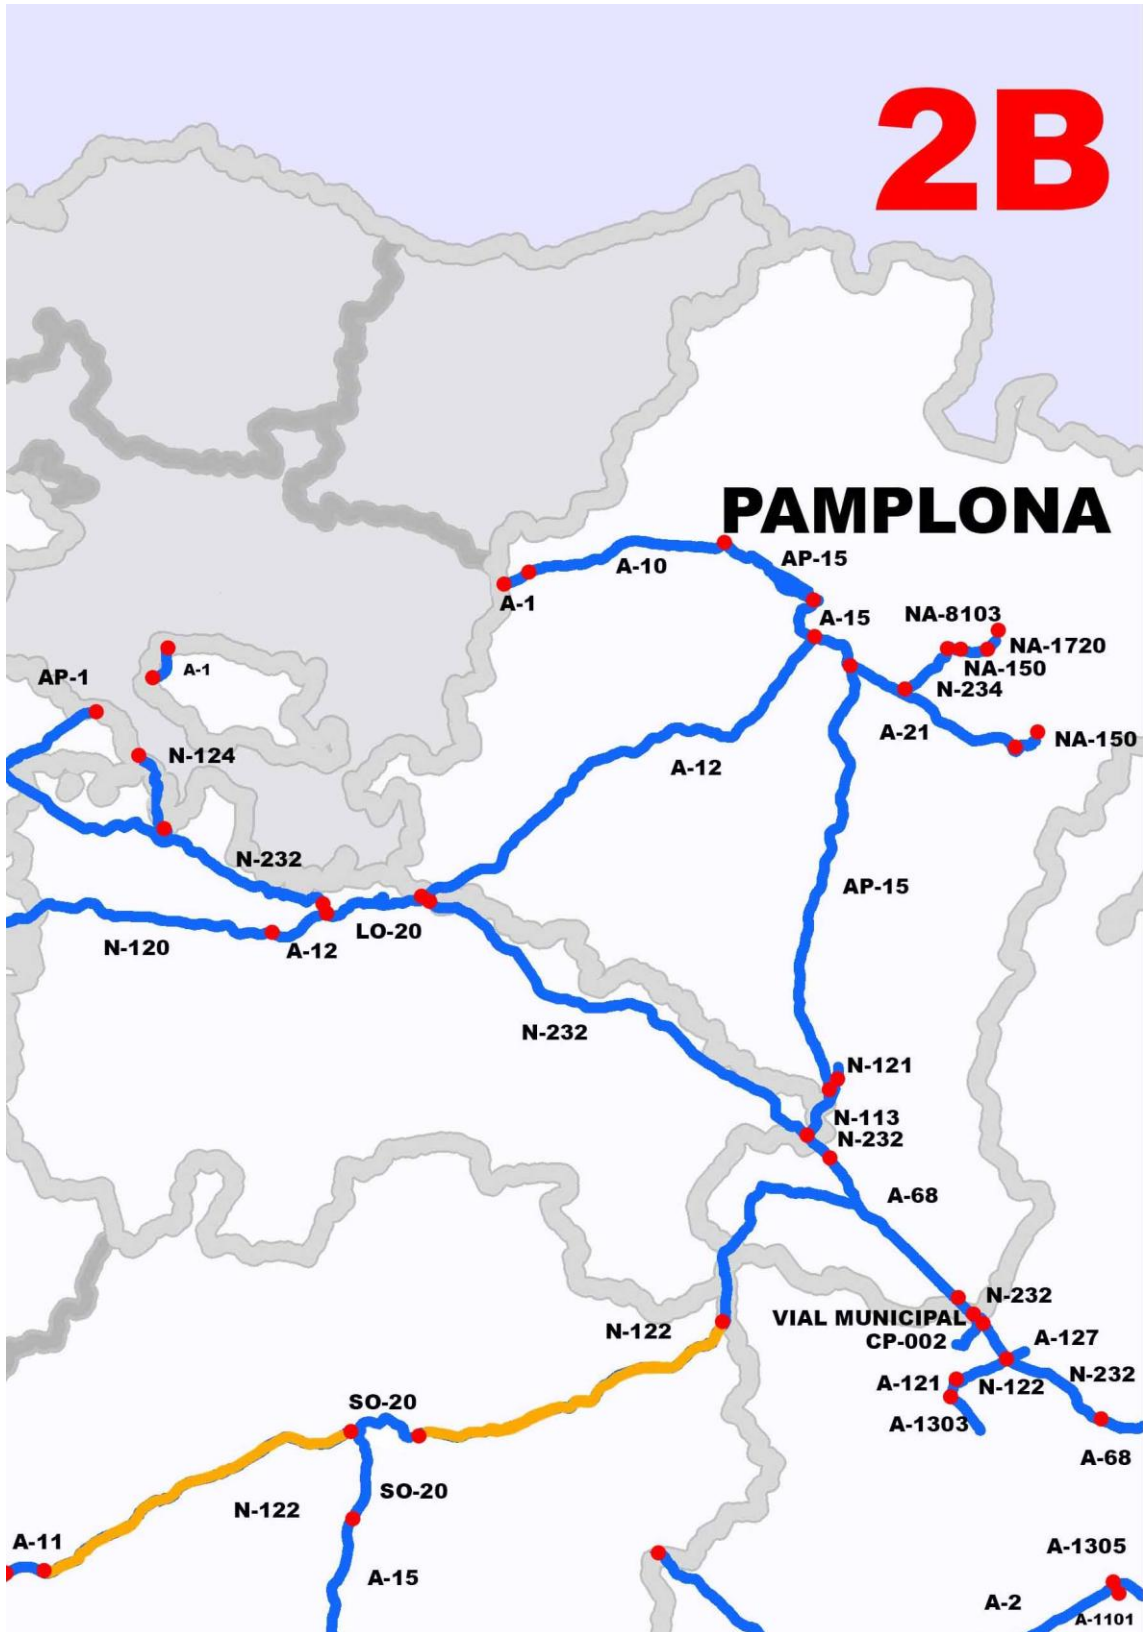 2B
PAMPLONA
A-10
AP-15
A-1
A-15
NA-8103
NA-1720
NA-150
A-1
AP-1
N-234
A-21
NA-150
N-124
A-12
N-232
AP-15
LO-20
N-120
A-12
N-232
N-121
N-113
N-232
A-68
N-232
VIAL MUNICIPAL
CP-002
N-122
A-127
N-232
A-121
N-122
SO-20
A-1303
A-68
SO-20
N-122
A-11
A-1305
A-15
A-2
A-1101